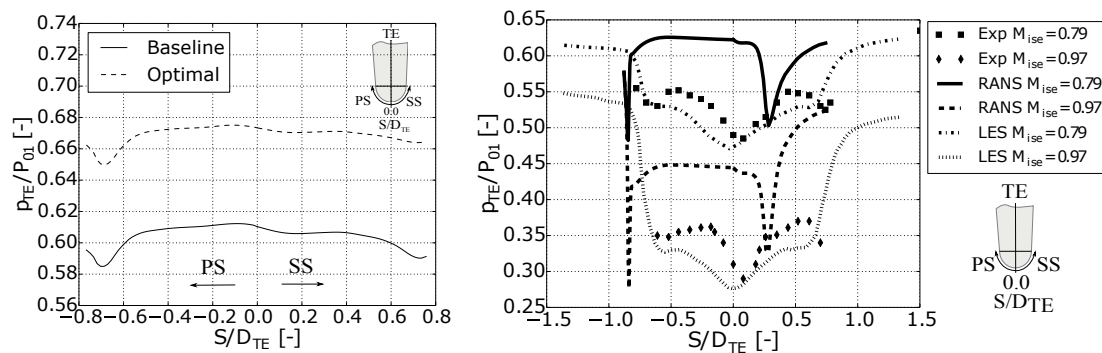 0.74
0.72
0.70
0.68
0.66
0.64
0.62
0.60
0.58
0.56
p_TE/P_01 [-]
Baseline
Optimal
TE
PS
SS
0.0
S/D_TE
PS
SS
−0.8 −0.6 −0.4 −0.2 0.0 0.2 0.4 0.6 0.8
S/D_TE [-]
0.65
0.60
0.55
0.50
0.45
0.40
0.35
0.30
0.25
p_TE/P_01 [-]
−1.5 −1.0 −0.5 0.0 0.5 1.0 1.5
S/D_TE [-]
Exp M_ise=0.79
Exp M_ise=0.97
RANS M_ise=0.79
RANS M_ise=0.97
LES M_ise=0.79
LES M_ise=0.97
TE
PS
SS
0.0
S/D_TE